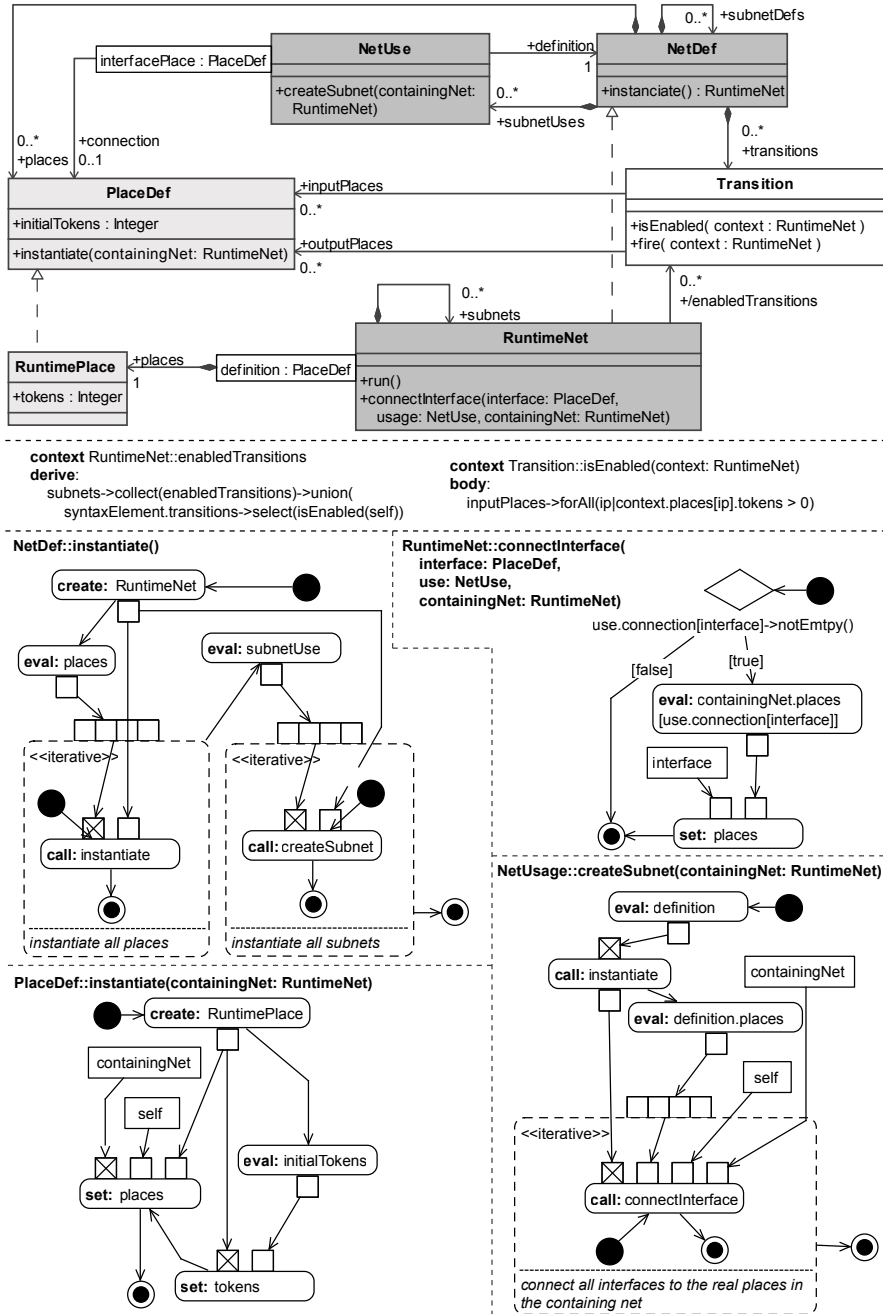 NetUse
+createSubnet(containingNet:
RuntimeNet)
interfacePlace : PlaceDef
+definition
1
NetDef
+instanciate() : RuntimeNet
0..*
+subnetDefs
0..*
+subnetUses
0..*
+places
+connection
0..1
0..*
+transitions
PlaceDef
+initialTokens : Integer
+instantiate(containingNet: RuntimeNet)
+inputPlaces
0..*
+outputPlaces
0..*
Transition
+isEnabled( context : RuntimeNet )
+fire( context : RuntimeNet )
0..*
+subnets
0..*
+/enabledTransitions
RuntimePlace
+tokens : Integer
+places
1
definition : PlaceDef
RuntimeNet
+run()
+connectInterface(interface: PlaceDef,
usage: NetUse, containingNet: RuntimeNet)
context RuntimeNet::enabledTransitions
derive:
subnets->collect(enabledTransitions)->union(
syntaxElement.transitions->select(isEnabled(self))
context Transition::isEnabled(context: RuntimeNet)
body:
inputPlaces->forAll(ip|context.places[ip].tokens > 0)
NetDef::instantiate()
create: RuntimeNet
eval: places
eval: subnetUse
<<iterative>>
call: instantiate
instantiate all places
<<iterative>>
call: createSubnet
instantiate all subnets
RuntimeNet::connectInterface(
interface: PlaceDef,
use: NetUse,
containingNet: RuntimeNet)
use.connection[interface]->notEmtpy()
[false]
[true]
eval: containingNet.places
[use.connection[interface]]
interface
set: places
PlaceDef::instantiate(containingNet: RuntimeNet)
create: RuntimePlace
containingNet
self
eval: initialTokens
set: places
set: tokens
NetUsage::createSubnet(containingNet: RuntimeNet)
eval: definition
call: instantiate
containingNet
eval: definition.places
self
<<iterative>>
call: connectInterface
connect all interfaces to the real places in
the containing net